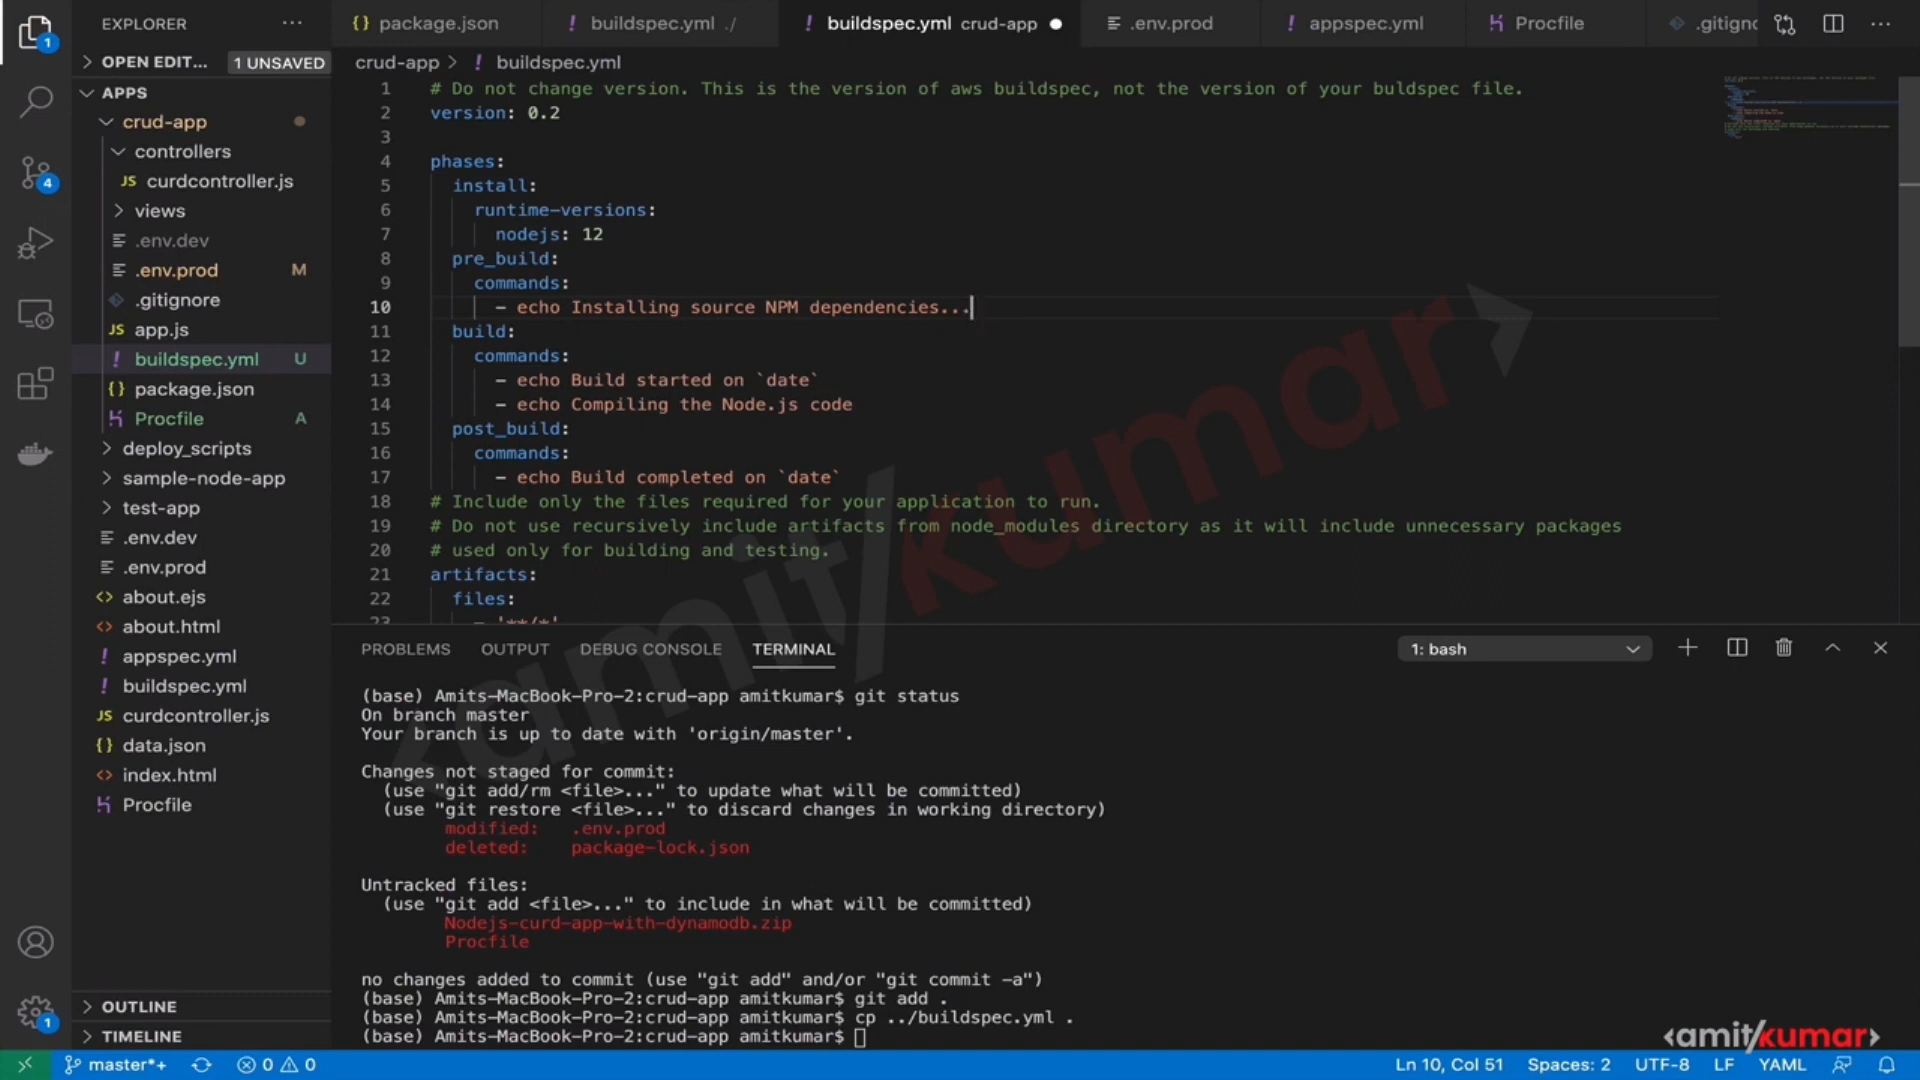 EXPLORER
package.json
buildspec.yml ./
buildspec.yml crud-app
.env.prod
appspec.yml
Procfile
.gitigno
OPEN EDIT...
1 UNSAVED
crud-app > ! buildspec.yml
APPS
crud-app
controllers
JS curdcontroller.js
views
.env.dev
.env.prod M
.gitignore
JS app.js
! buildspec.yml U
{} package.json
Procfile A
deploy_scripts
sample-node-app
test-app
.env.dev
.env.prod
<> about.ejs
<> about.html
! appspec.yml
! buildspec.yml
JS curdcontroller.js
{} data.json
<> index.html
Procfile
OUTLINE
TIMELINE
1 # Do not change version. This is the version of aws buildspec, not the version of your buldspec file.
2 version: 0.2
3
4 phases:
5 install:
6 runtime-versions:
7 nodejs: 12
8 pre_build:
9 commands:
10 - echo Installing source NPM dependencies...
11 build:
12 commands:
13 - echo Build started on `date`
14 - echo Compiling the Node.js code
15 post_build:
16 commands:
17 - echo Build completed on `date`
18 # Include only the files required for your application to run.
19 # Do not use recursively include artifacts from node_modules directory as it will include unnecessary packages
20 # used only for building and testing.
21 artifacts:
22 files:
23 - '**/*'
<amit/kumar>
PROBLEMS OUTPUT DEBUG CONSOLE TERMINAL
1: bash
(base) Amits-MacBook-Pro-2:crud-app amitkumar$ git status
On branch master
Your branch is up to date with 'origin/master'.
Changes not staged for commit:
(use "git add/rm <file>..." to update what will be committed)
(use "git restore <file>..." to discard changes in working directory)
modified: .env.prod
deleted: package-lock.json
Untracked files:
(use "git add <file>..." to include in what will be committed)
Nodejs-curd-app-with-dynamodb.zip
Procfile
no changes added to commit (use "git add" and/or "git commit -a")
(base) Amits-MacBook-Pro-2:crud-app amitkumar$ git add .
(base) Amits-MacBook-Pro-2:crud-app amitkumar$ cp ../buildspec.yml .
(base) Amits-MacBook-Pro-2:crud-app amitkumar$
<amit/kumar>
1
4
1
master*+
0 0
Ln 10, Col 51
Spaces: 2
UTF-8
LF
YAML